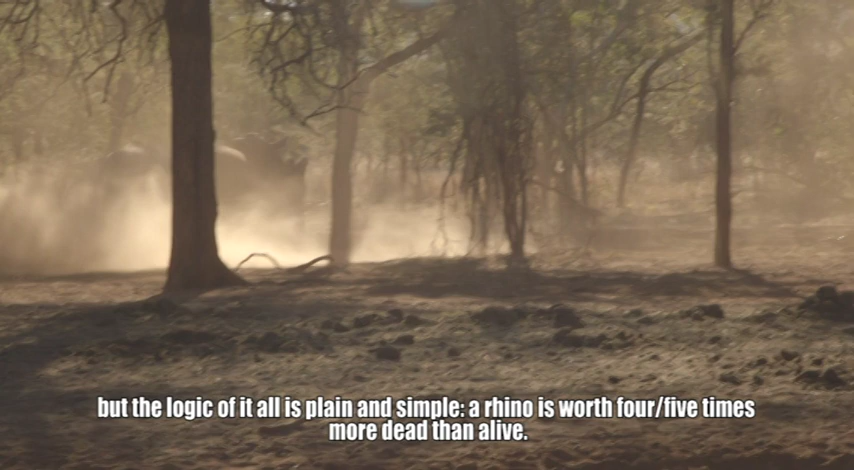 but the logic of it all is plain and simple: a rhino is worth four/five times
more dead than alive.